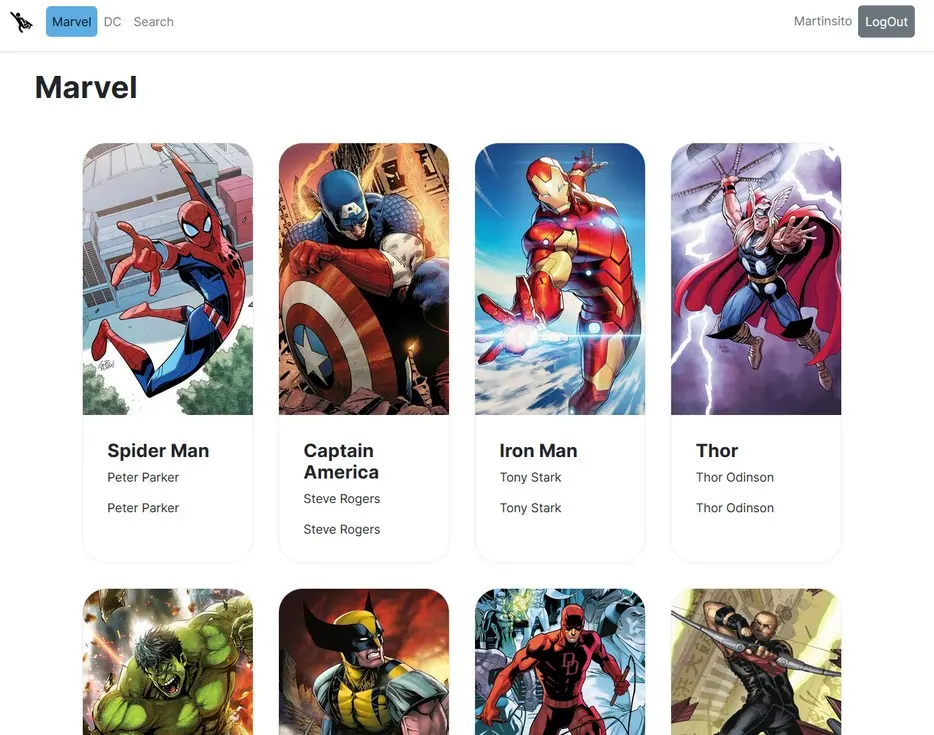 Marvel DC Search Martinsito LogOut
Marvel
Spider Man
Peter Parker
Peter Parker
Captain
America
Steve Rogers
Steve Rogers
Iron Man
Tony Stark
Tony Stark
Thor
Thor Odinson
Thor Odinson